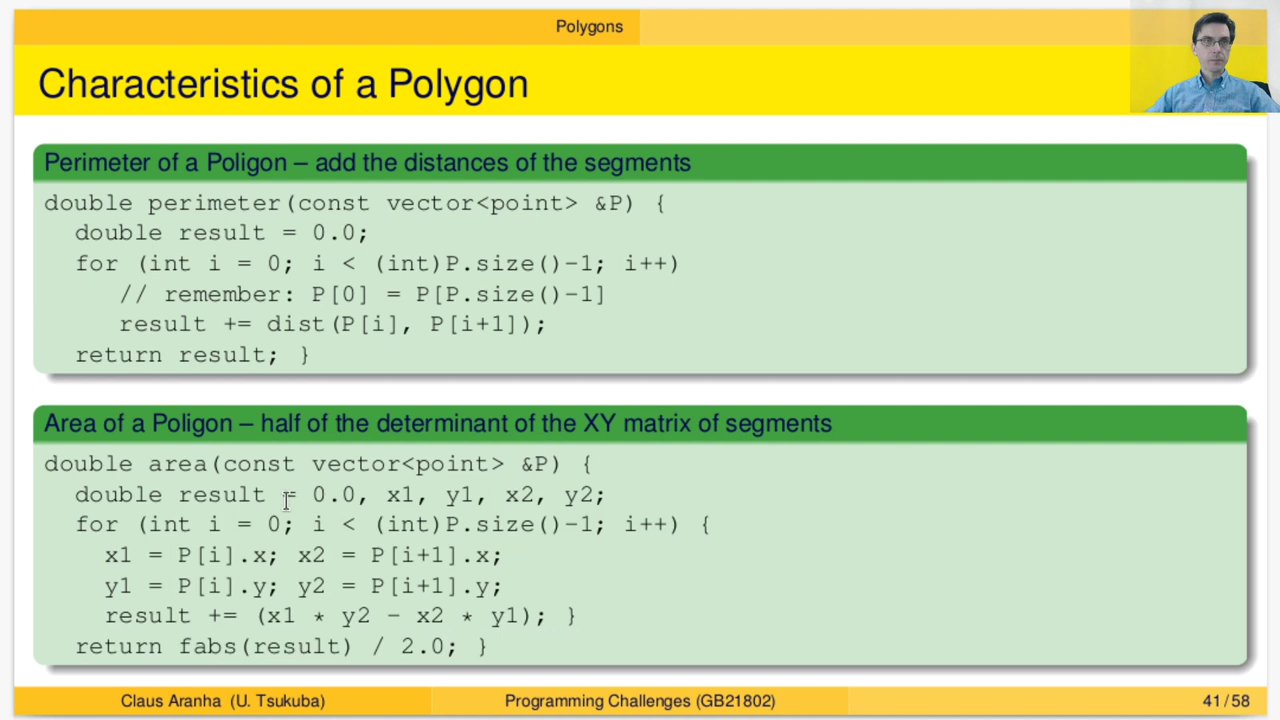 Polygons
Characteristics of a Polygon
Perimeter of a Poligon – add the distances of the segments
double perimeter(const vector<point> &P) {
double result = 0.0;
for (int i = 0; i < (int)P.size()-1; i++)
// remember: P[0] = P[P.size()-1]
result += dist(P[i], P[i+1]);
return result; }
Area of a Poligon – half of the determinant of the XY matrix of segments
double area(const vector<point> &P) {
double result = 0.0, x1, y1, x2, y2;
for (int i = 0; i < (int)P.size()-1; i++) {
x1 = P[i].x; x2 = P[i+1].x;
y1 = P[i].y; y2 = P[i+1].y;
result += (x1 * y2 - x2 * y1); }
return fabs(result) / 2.0; }
Claus Aranha (U. Tsukuba) Programming Challenges (GB21802) 41 / 58